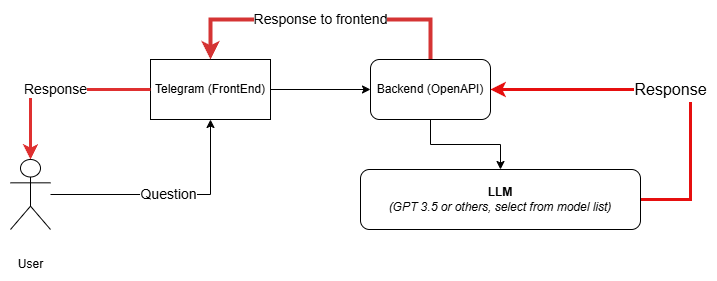 Response to frontend
Response
Telegram (FrontEnd)
Backend (OpenAPI)
Response
Question
LLM
(GPT 3.5 or others, select from model list)
User